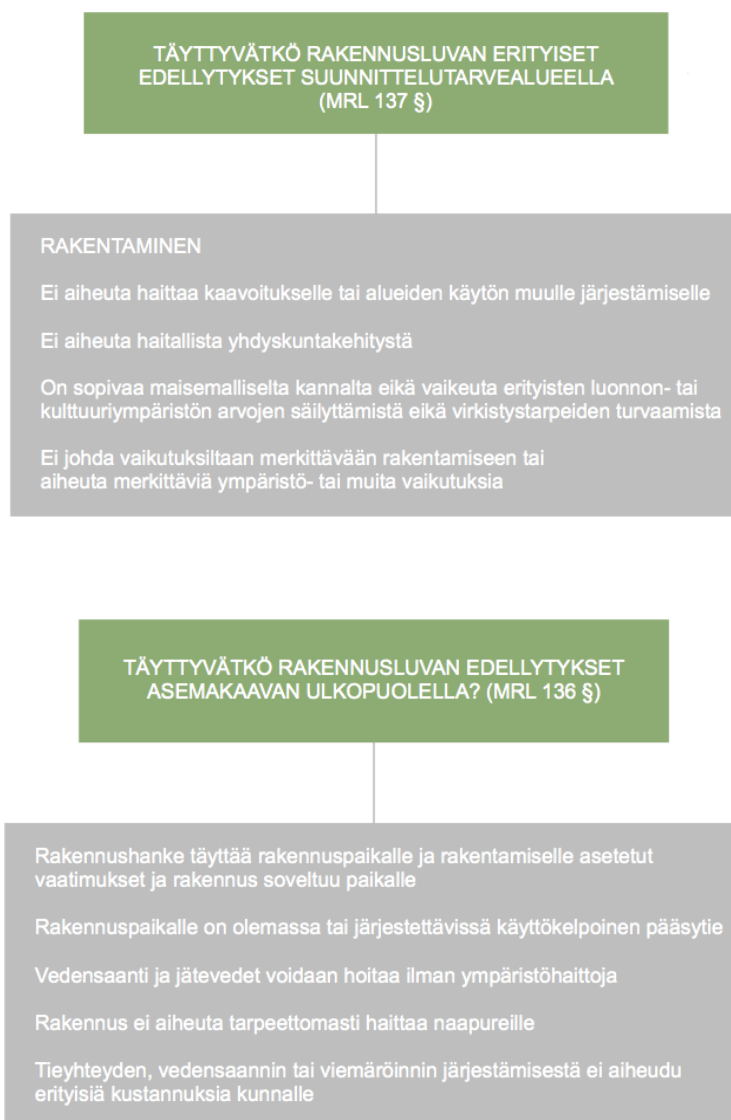 TÄYTTYVÄTKÖ RAKENNUSLUVAN ERITYISET
EDELLYTYKSET SUUNNITTELUTARVEALUEELLA
(MRL 137 §)
RAKENTAMINEN
Ei aiheuta haittaa kaavoitukselle tai alueiden käytön muulle järjestämiselle
Ei aiheuta haitallista yhdyskuntakehitystä
On sopivaa maisemalliselta kannalta eikä vaikeuta erityisten luonnon- tai
kulttuuriympäristön arvojen säilyttämistä eikä virkistystarpeiden turvaamista
Ei johda vaikutuksiltaan merkittävään rakentamiseen tai
aiheuta merkittäviä ympäristö- tai muita vaikutuksia
TÄYTTYVÄTKÖ RAKENNUSLUVAN EDELLYTYKSET
ASEMAKAAVAN ULKOPUOLELLA? (MRL 136 §)
Rakennushanke täyttää rakennuspaikalle ja rakentamiselle asetetut
vaatimukset ja rakennus soveltuu paikalle
Rakennuspaikalle on olemassa tai järjestettävissä käyttökelpoinen pääsytie
Vedensaanti ja jätevedet voidaan hoitaa ilman ympäristöhaittoja
Rakennus ei aiheuta tarpeettomasti haittaa naapureille
Tieyhteyden, vedensaannin tai viemäröinnin järjestämisestä ei aiheudu
erityisiä kustannuksia kunnalle